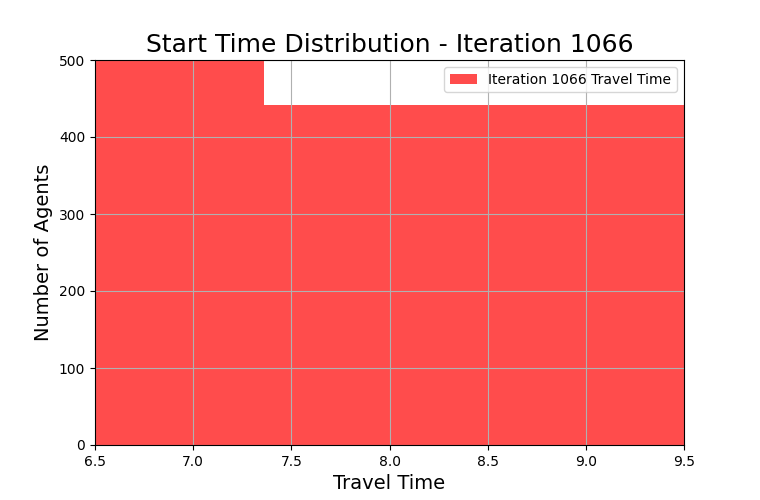 Start Time Distribution - Iteration 1066
Iteration 1066 Travel Time
Number of Agents
500
400
300
200
100
0
6.5 7.0 7.5 8.0 8.5 9.0 9.5
Travel Time